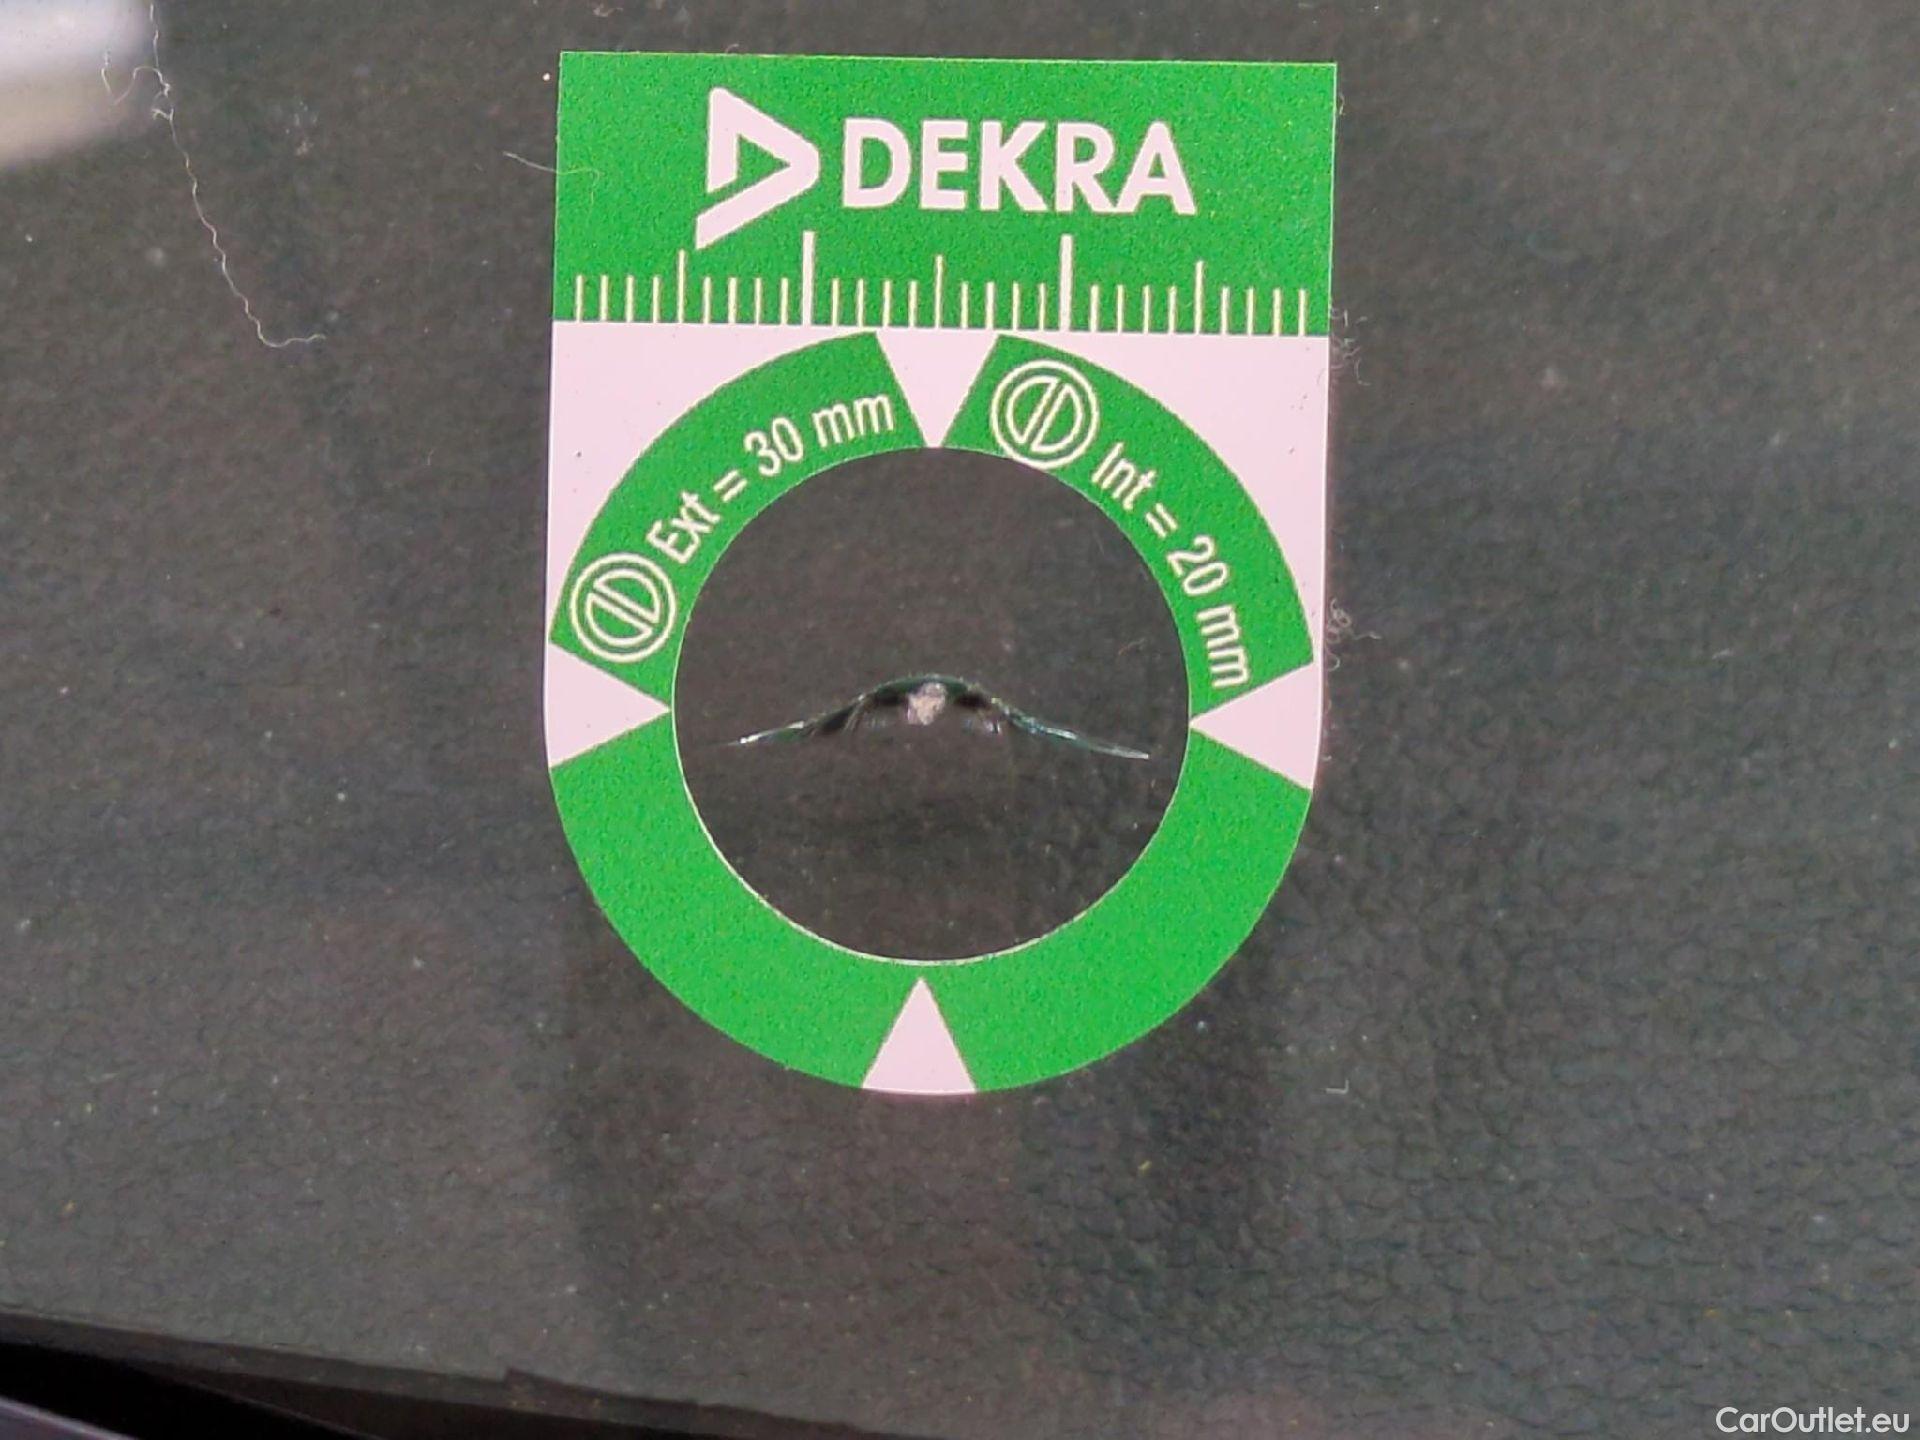 DEKRA
Ext = 30 mm
Int = 20 mm
CarOutlet.eu